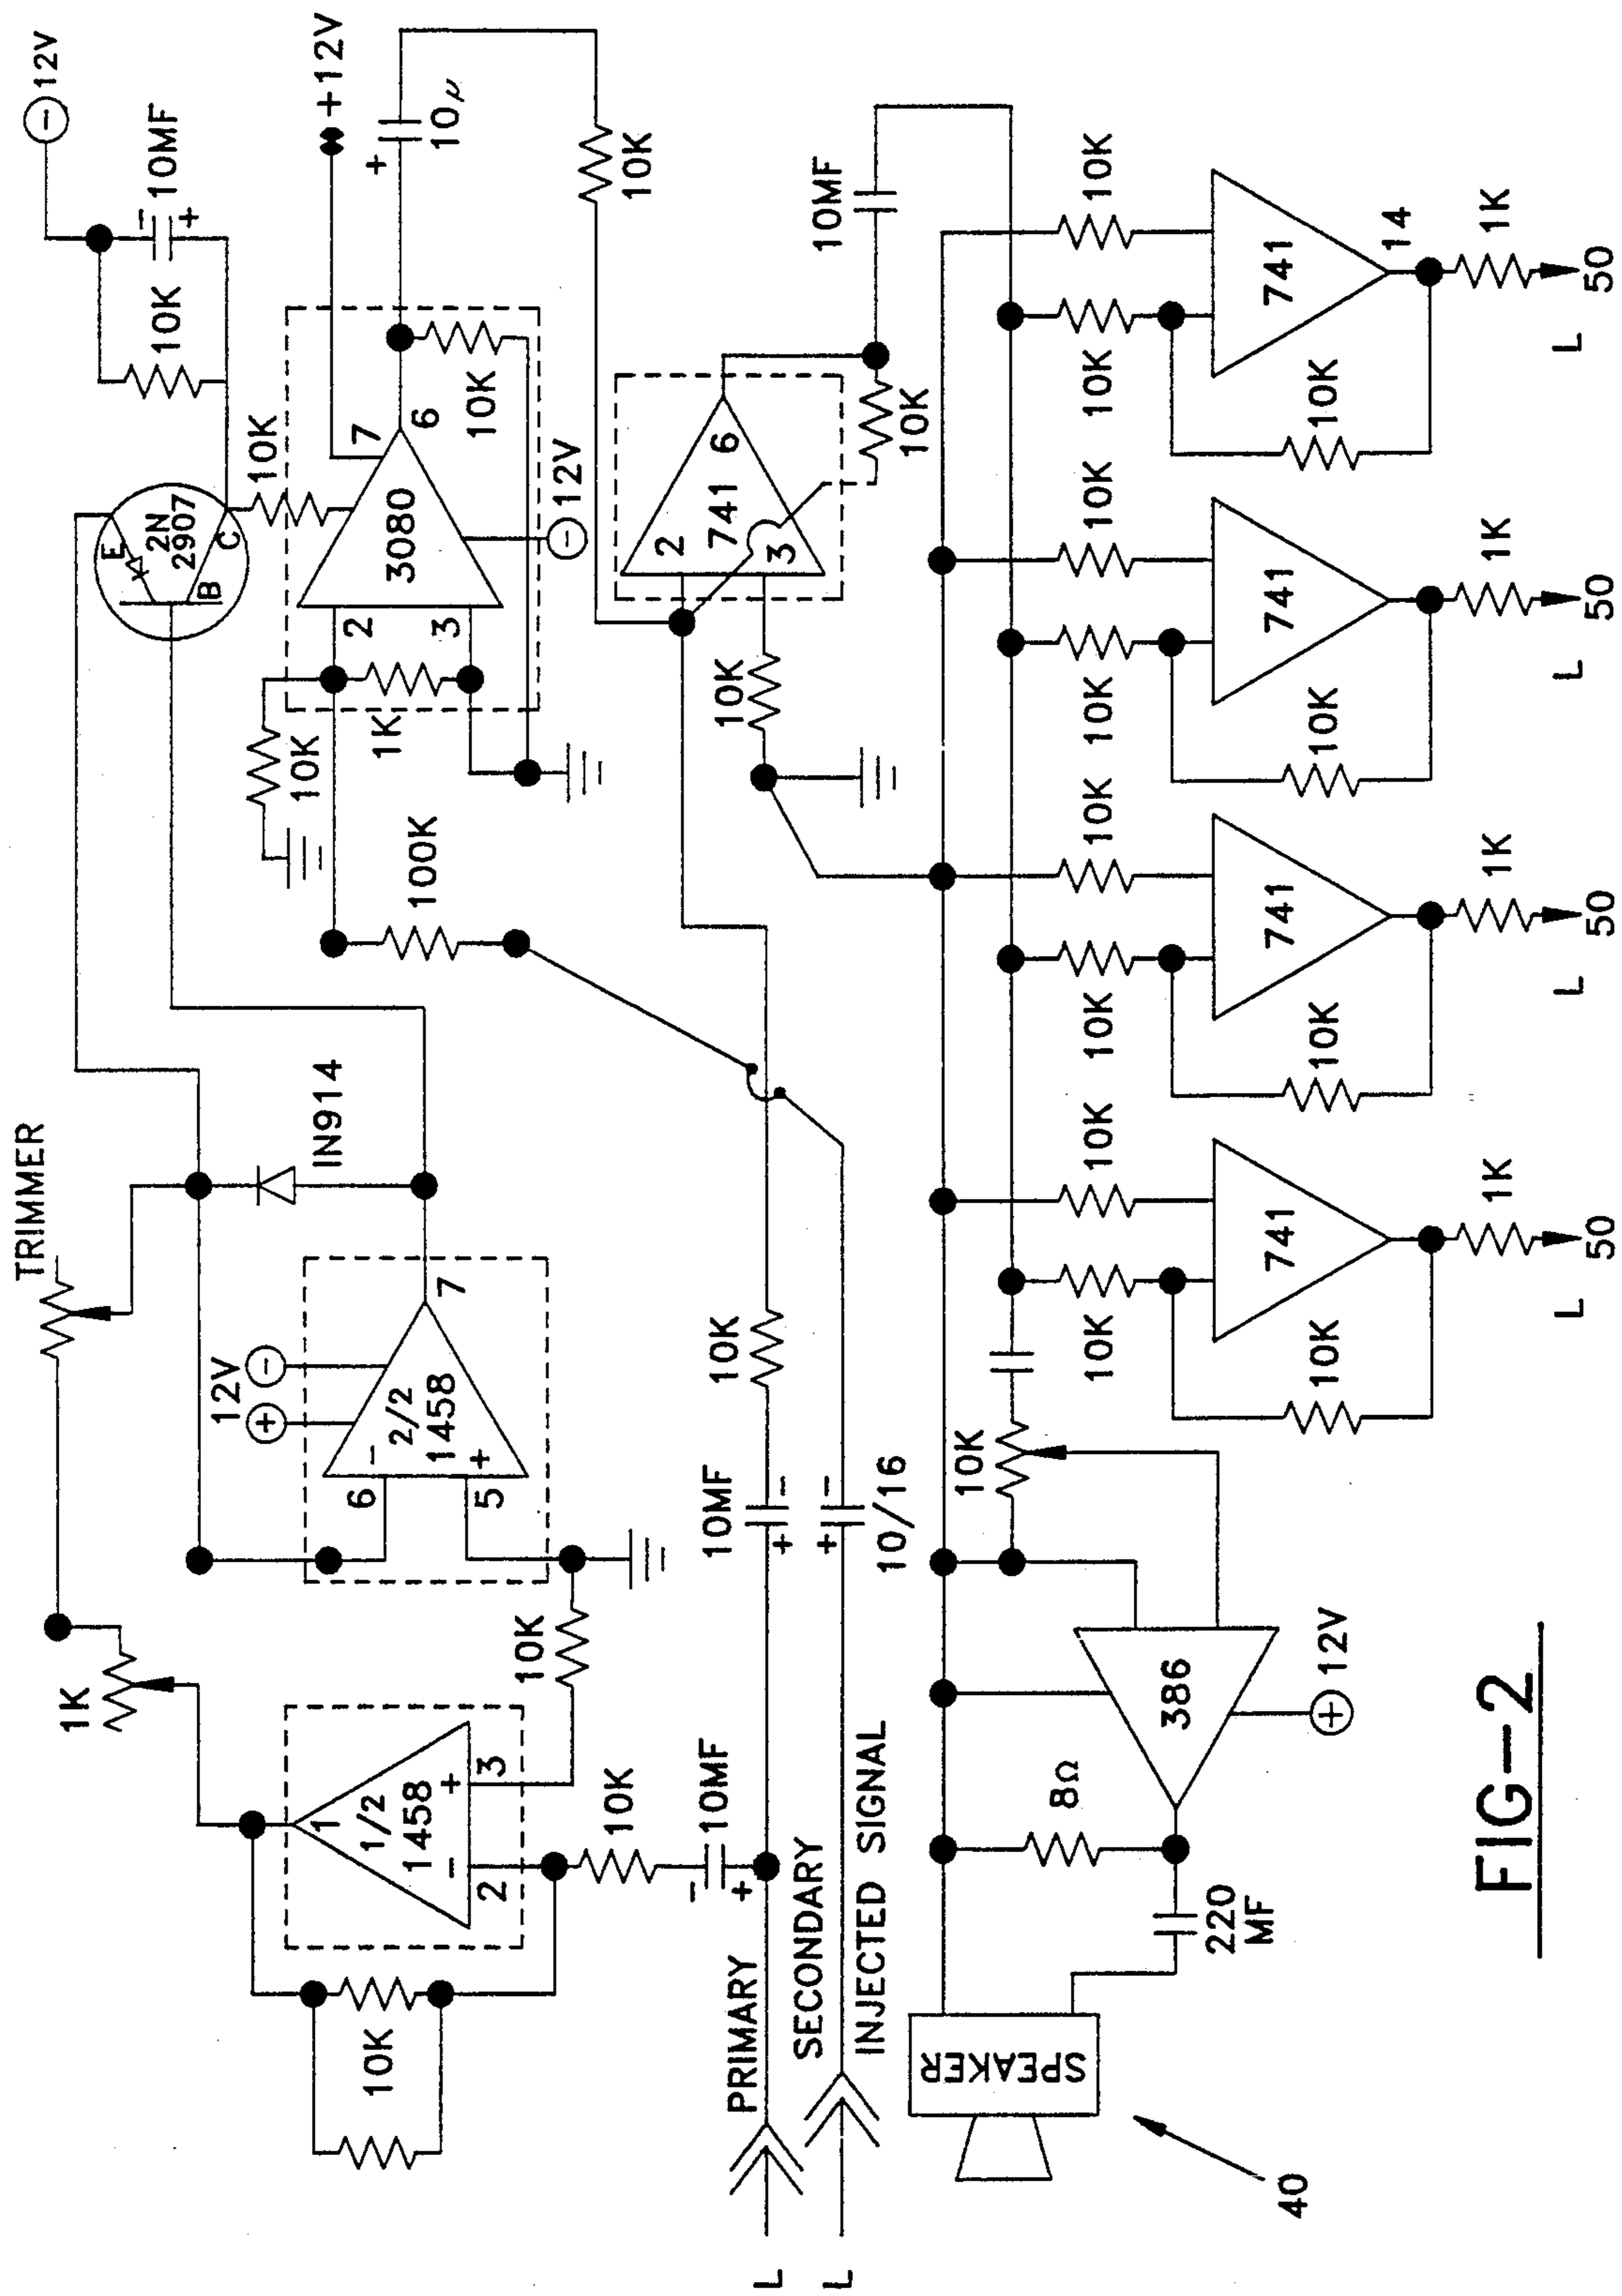 TRIMMER
1K
12V
+
-
- 12V
10MF
-
+
10K
E
2N
2907
B
C
10K
+12V
1
1/2
1458
-
+
2
3
10K
6
-
2/2
1458
+
5
7
IN914
10K
10K
1K
100K
2
3
3080
7
6
10K
- 12V
+
10µ
10K
10K
10MF
-
+
10MF
+
-
10K
10K
2
3
741
6
10K
10MF
PRIMARY
SECONDARY
INJECTED SIGNAL
L
L
+
-
10/16
SPEAKER
40
8Ω
220
MF
386
+ 12V
10K
10K
10K
741
10K
1K
L
50
10K
10K
741
10K
1K
L
50
10K
10K
741
10K
1K
L
50
10K
10K
741
14
10K
1K
L
50
FIG-2